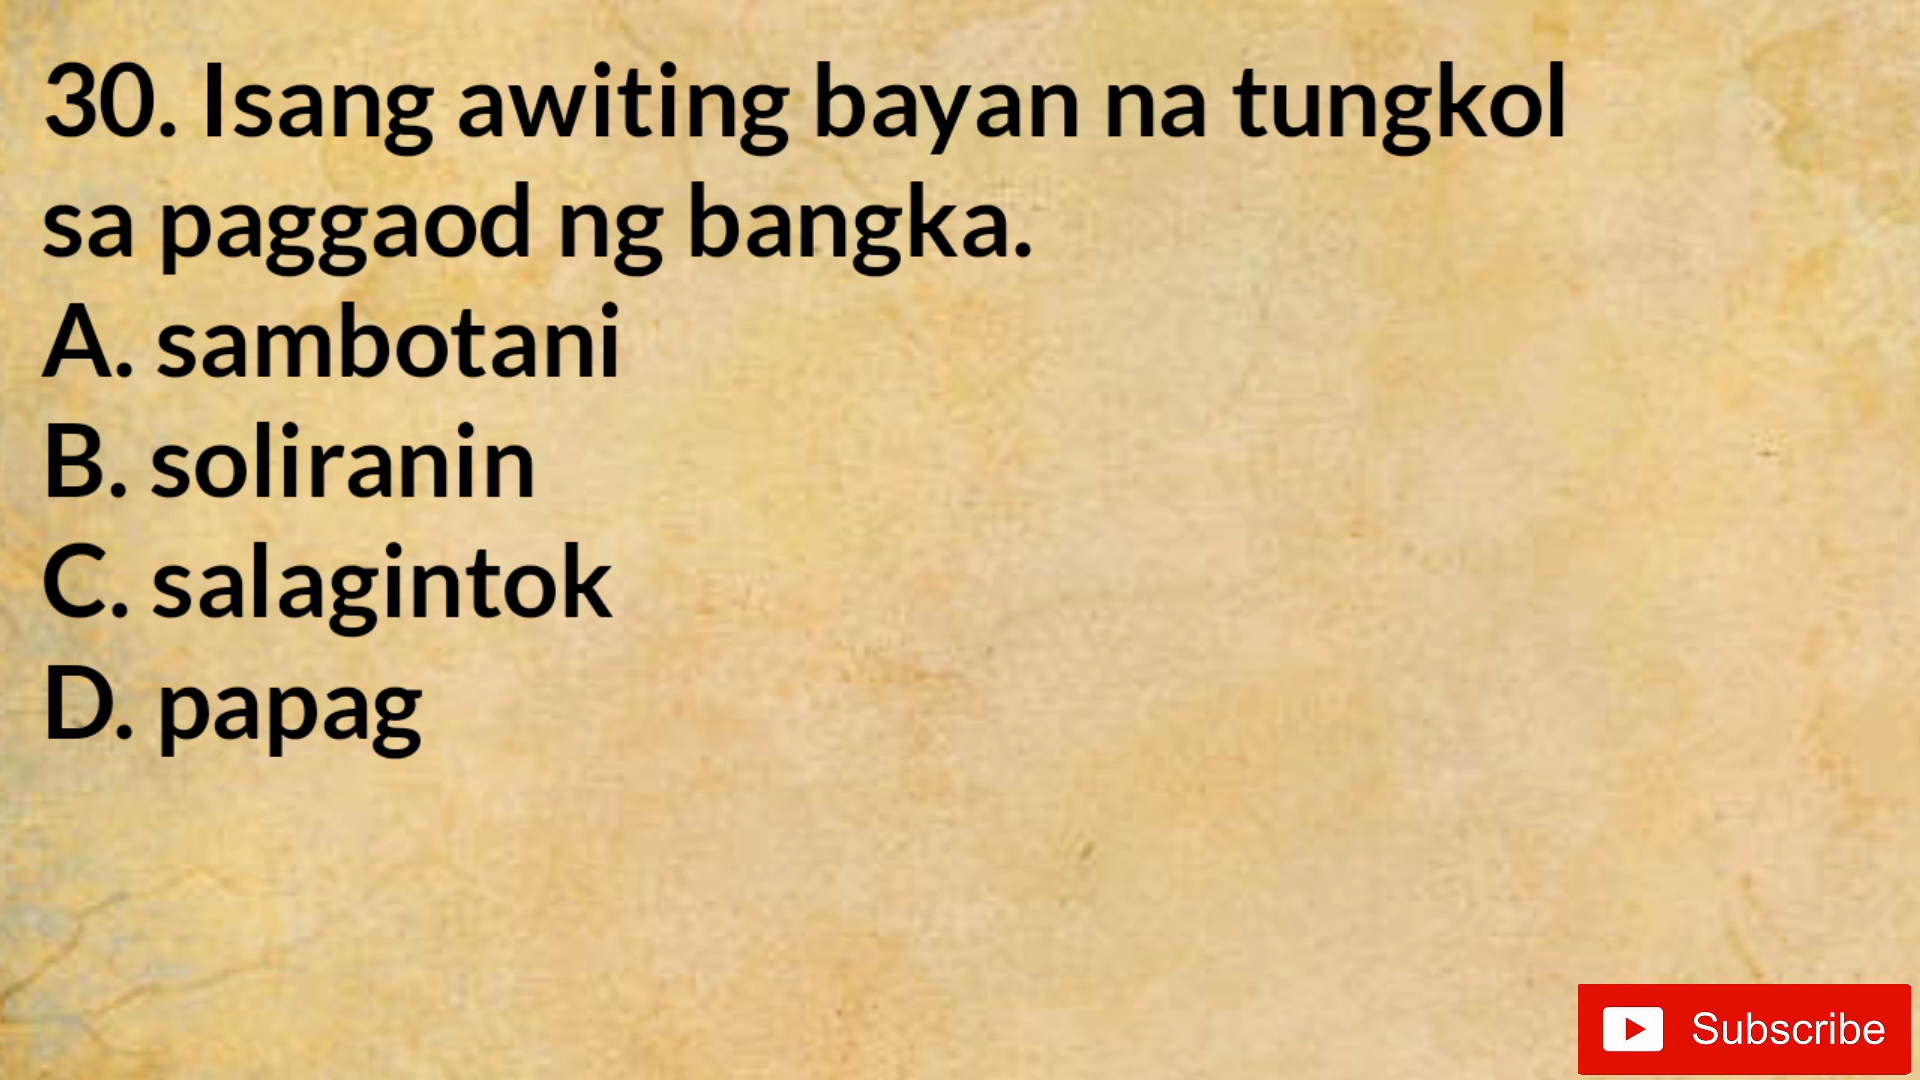 30. Isang awiting bayan na tungkol
sa paggaod ng bangka.
A. sambotani
B. soliranin
C. salagintok
D. papag
Subscribe